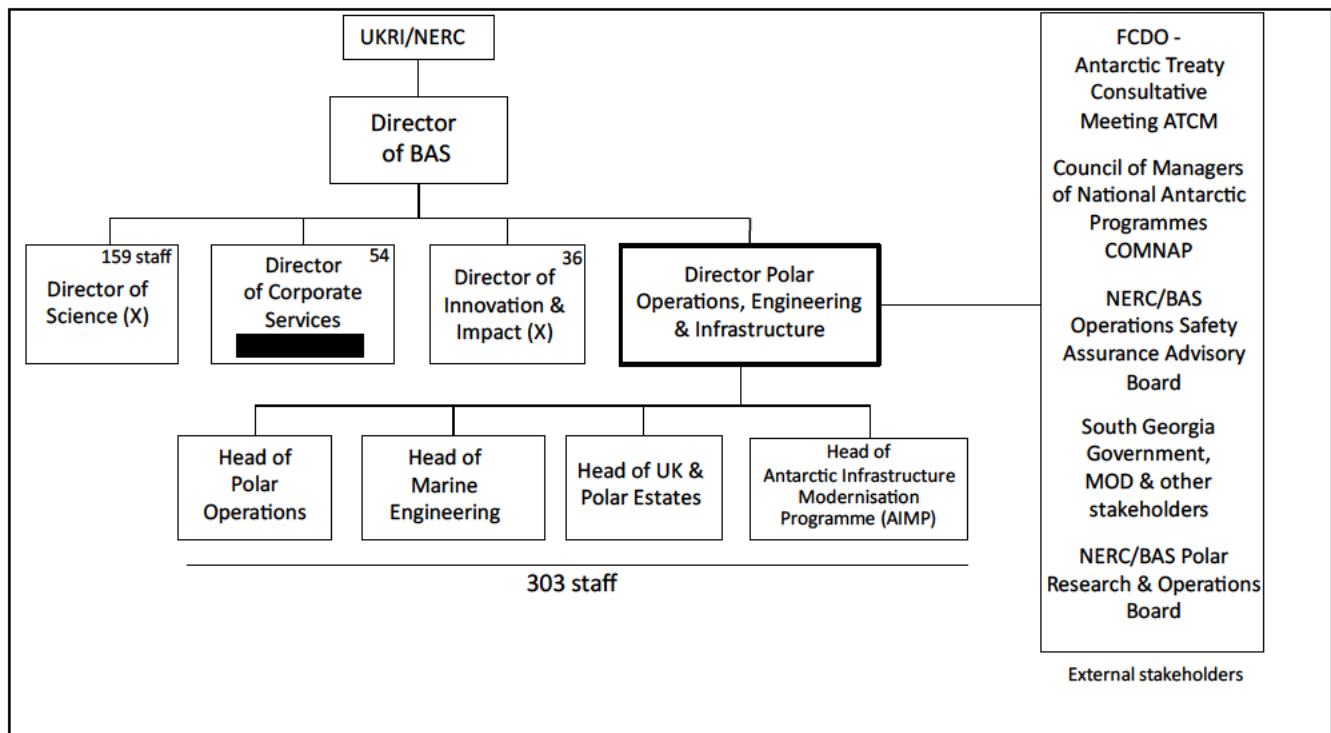 UKRI/NERC
Director
of BAS
159 staff
Director of
Science (X)
54
Director
of Corporate
Services
36
Director of
Innovation &
Impact (X)
Director Polar
Operations, Engineering
& Infrastructure
Head of
Polar
Operations
Head of
Marine
Engineering
Head of UK &
Polar Estates
Head of
Antarctic Infrastructure
Modernisation
Programme (AIMP)
303 staff
FCDO -
Antarctic Treaty
Consultative
Meeting ATCM
Council of Managers
of National Antarctic
Programmes
COMNAP
NERC/BAS
Operations Safety
Assurance Advisory
Board
South Georgia
Government,
MOD & other
stakeholders
NERC/BAS Polar
Research & Operations
Board
External stakeholders